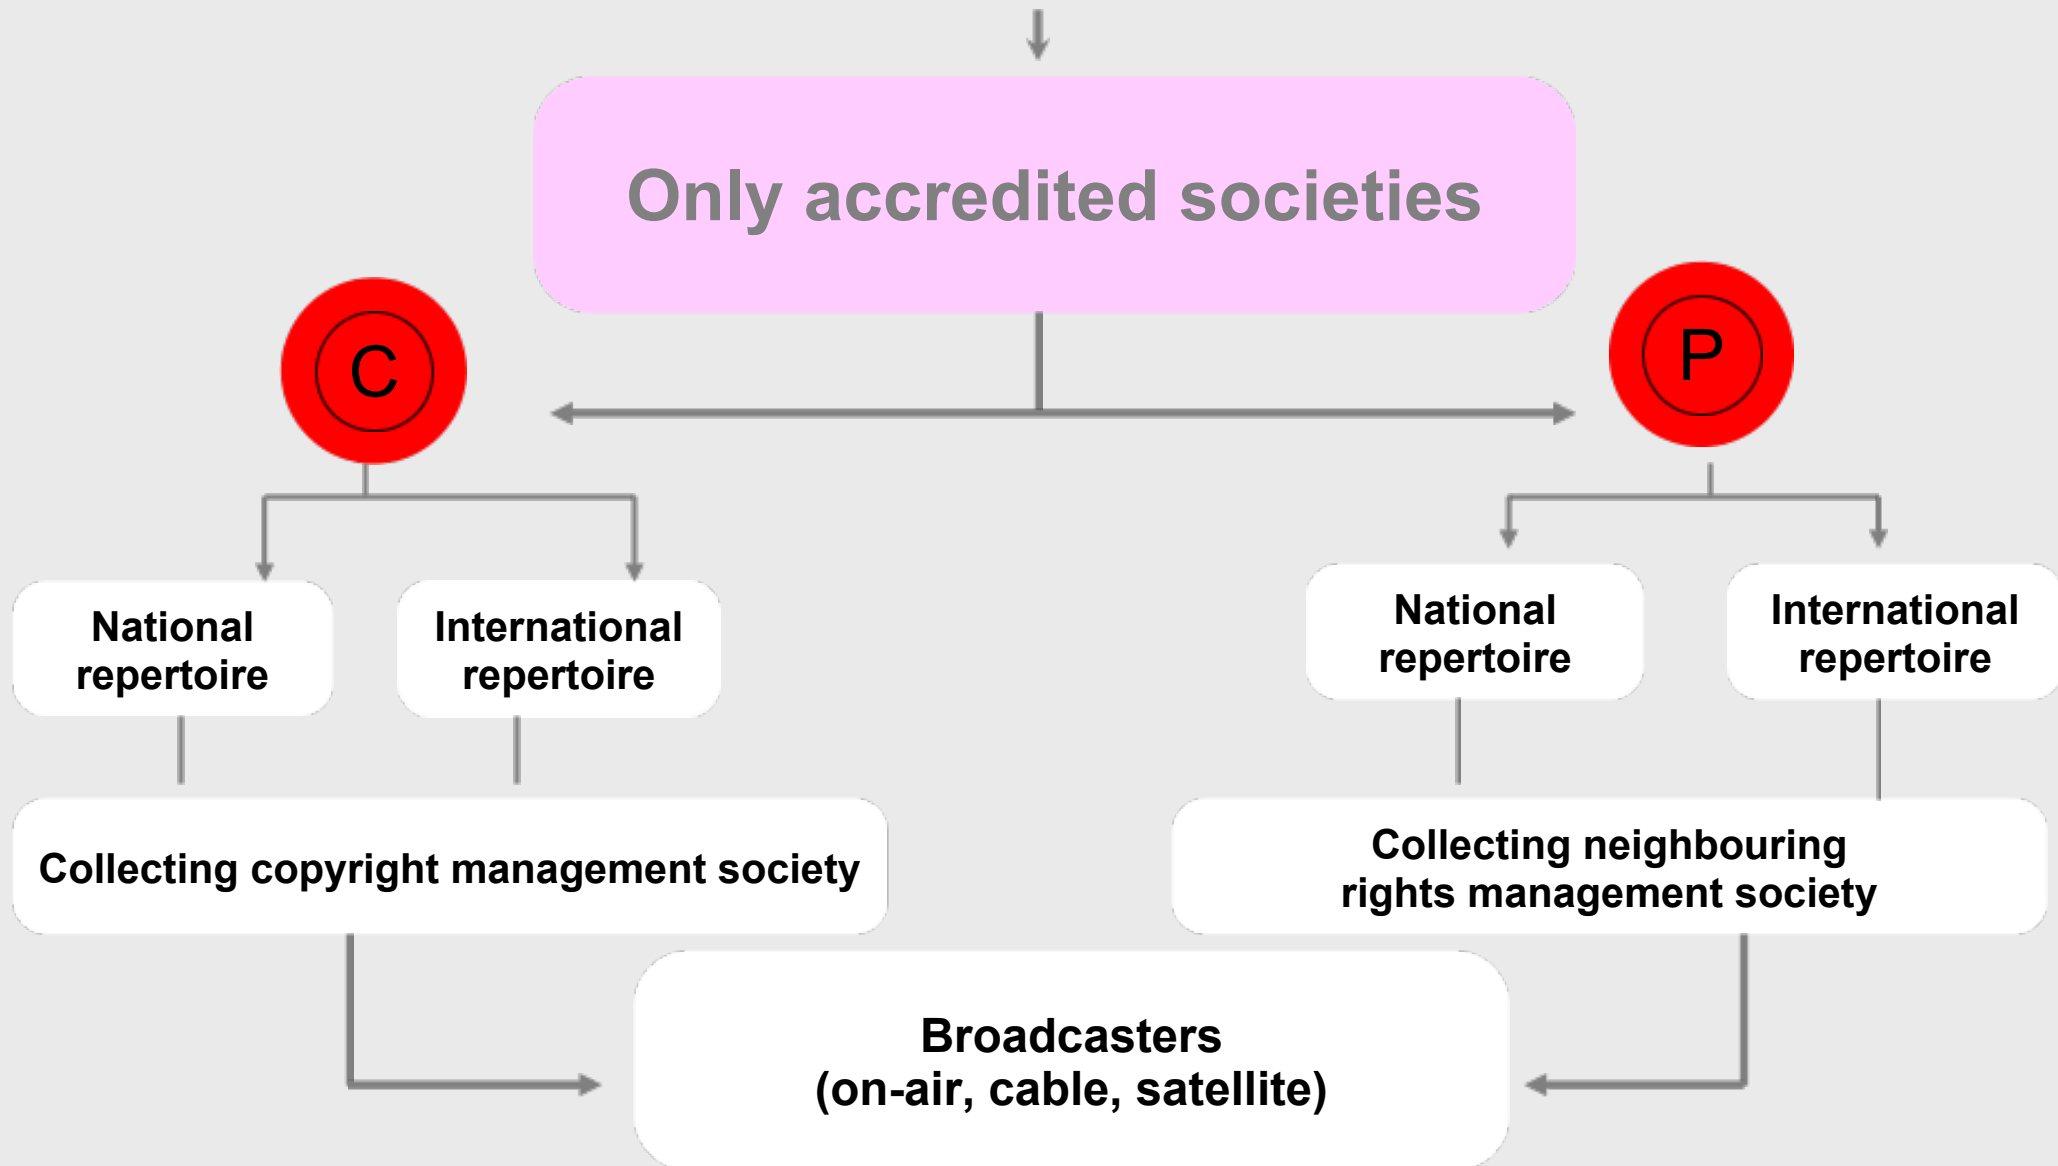 Only accredited societies
C
P
National
repertoire
International
repertoire
National
repertoire
International
repertoire
Collecting copyright management society
Collecting neighbouring
rights management society
Broadcasters
(on-air, cable, satellite)